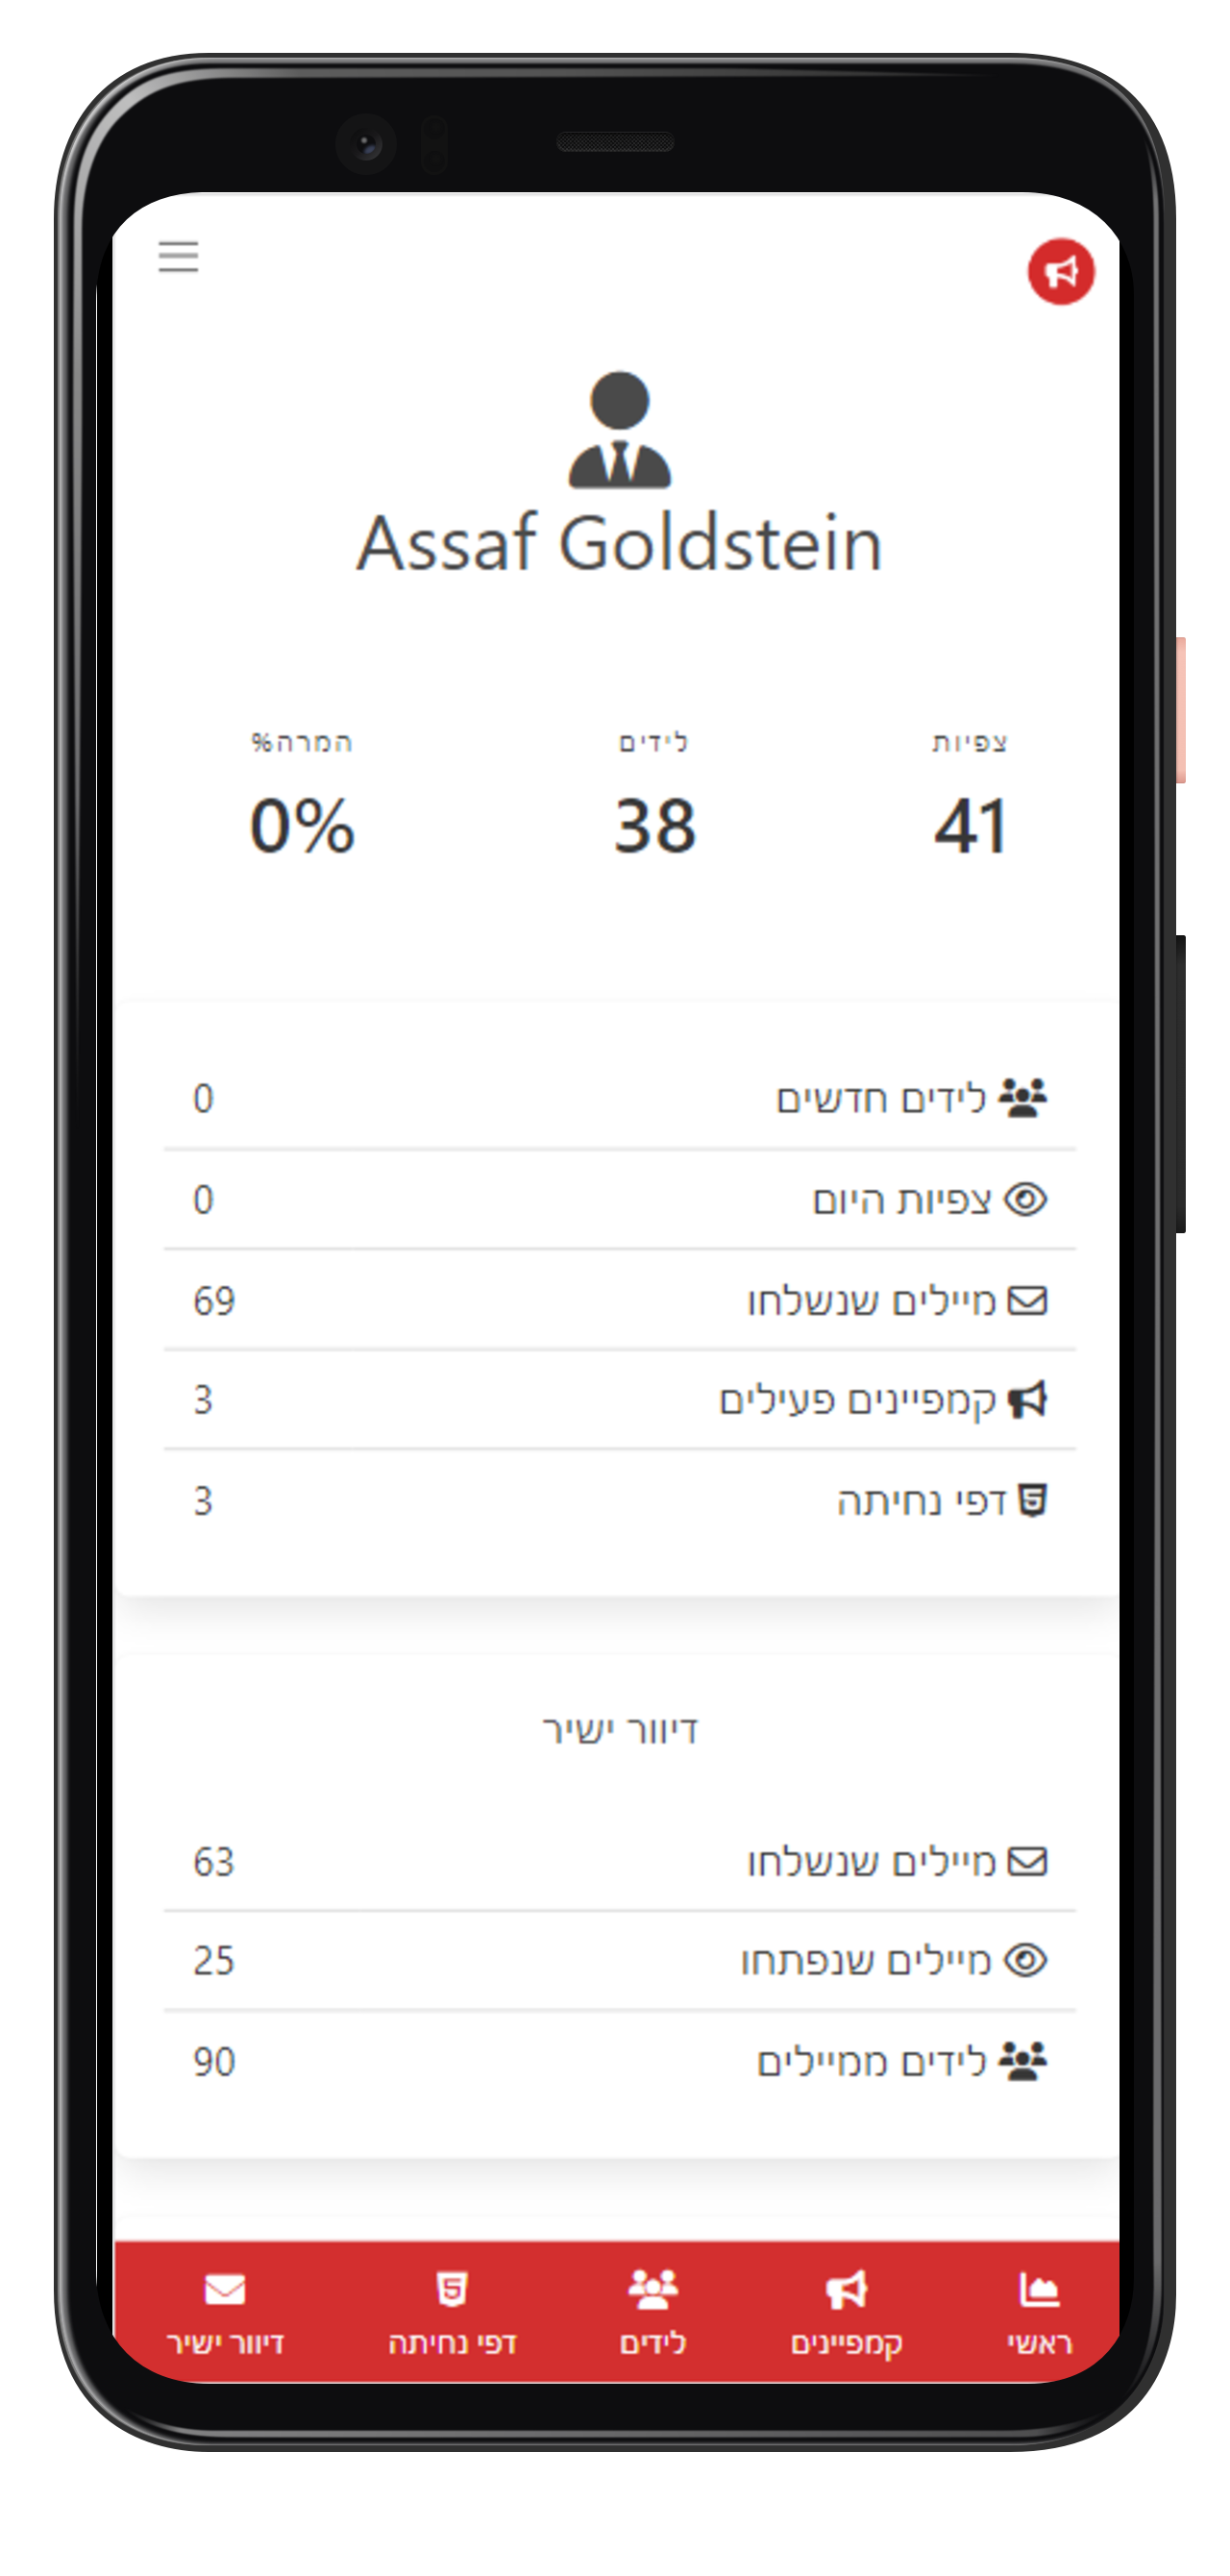 Assaf Goldstein
צפיות לידים המרה%
41 38 0%
לידים חדשים 0
צפיות היום 0
מיילים שנשלחו 69
קמפיינים פעילים 3
דפי נחיתה 3
דיוור ישיר
מיילים שנשלחו 63
מיילים שנפתחו 25
לידים ממיילים 90
ראשי קמפיינים לידים דפי נחיתה דיוור ישיר